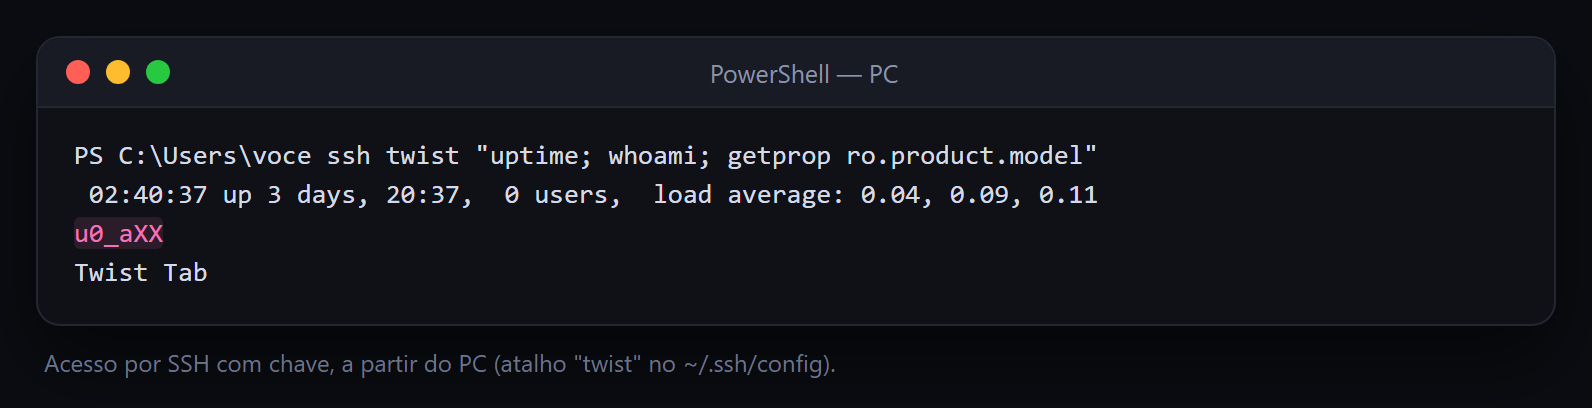 PowerShell — PC
PS C:\Users\voce ssh twist "uptime; whoami; getprop ro.product.model"
 02:40:37 up 3 days, 20:37,  0 users,  load average: 0.04, 0.09, 0.11
u0_aXX
Twist Tab
Acesso por SSH com chave, a partir do PC (atalho "twist" no ~/.ssh/config).